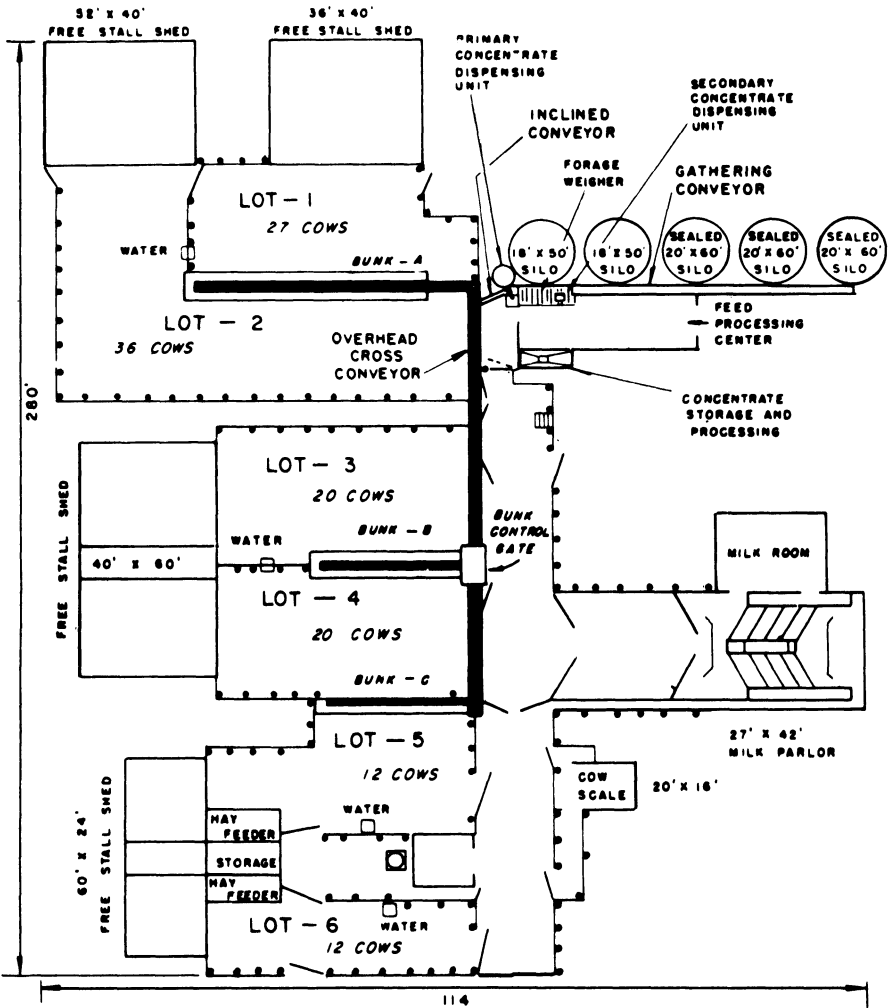 52' X 40'
FREE STALL SHED
36' X 40'
FREE STALL SHED
PRIMARY
CONCENTRATE
DISPENSING
UNIT
INCLINED
CONVEYOR
SECONDARY
CONCENTRATE
DISPENSING
UNIT
FORAGE
WEIGHER
GATHERING
CONVEYOR
LOT - 1
27 COWS
WATER
BUNK - A
18' X 50'
SILO
18' X 50'
SILO
SEALED
20' X 60'
SILO
SEALED
20' X 60'
SILO
SEALED
20' X 60'
SILO
LOT - 2
36 COWS
OVERHEAD
CROSS
CONVEYOR
FEED
PROCESSING
CENTER
CONCENTRATE
STORAGE AND
PROCESSING
280'
LOT - 3
20 COWS
BUNK - B
WATER
BUNK
CONTROL
GATE
FREE STALL SHED
40' X 60'
LOT - 4
20 COWS
BUNK - C
MILK ROOM
27' X 42'
MILK PARLOR
LOT - 5
12 COWS
COW
SCALE
20' X 16'
WATER
HAY
FEEDER
STORAGE
HAY
FEEDER
60' X 24'
FREE STALL SHED
LOT - 6
WATER
12 COWS
114